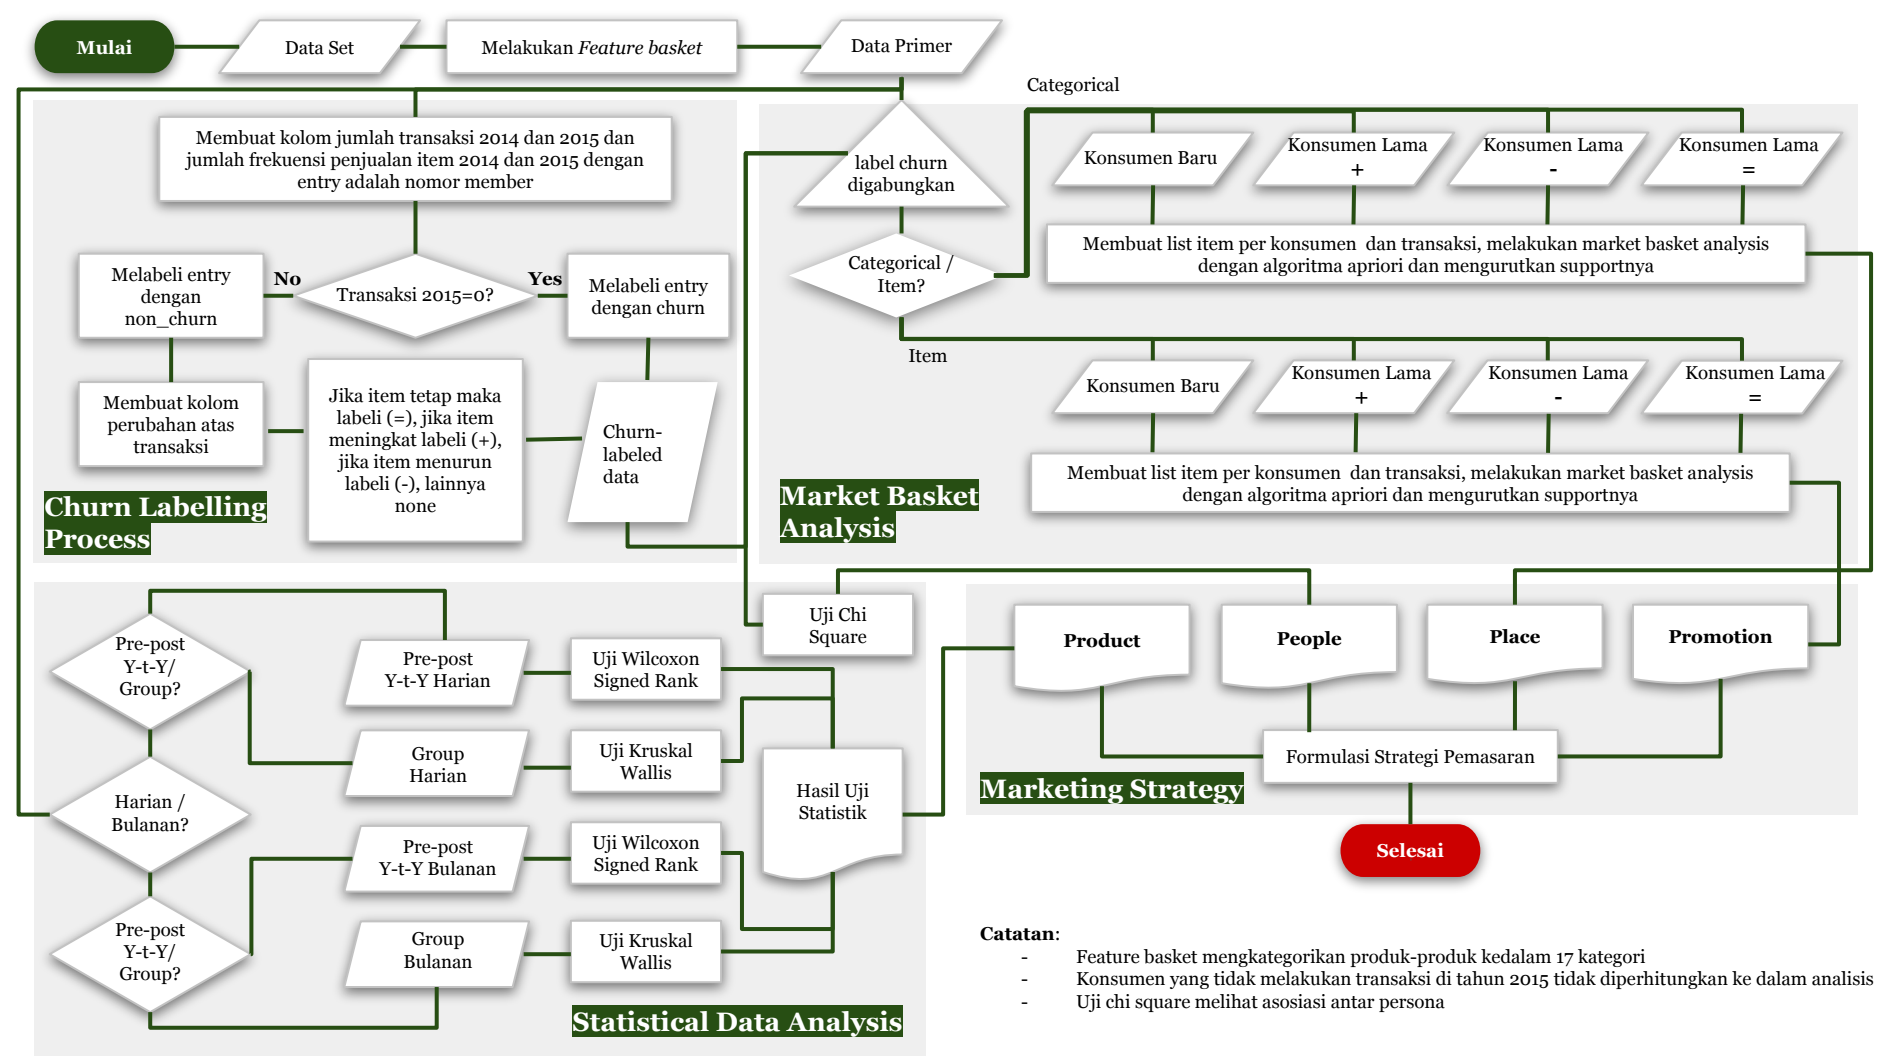 Mulai
Data Set
Melakukan Feature basket
Data Primer
Membuat kolom jumlah transaksi 2014 dan 2015 dan
jumlah frekuensi penjualan item 2014 dan 2015 dengan
entry adalah nomor member
Transaksi 2015=0?
No
Yes
Melabeli entry
dengan
non_churn
Melabeli entry
dengan churn
Membuat kolom
perubahan atas
transaksi
Jika item tetap maka
labeli (=), jika item
meningkat labeli (+),
jika item menurun
labeli (-), lainnya
none
Churn-
labeled
data
Churn Labelling
Process
label churn
digabungkan
Categorical /
Item?
Categorical
Konsumen Baru
Konsumen Lama
+
Konsumen Lama
-
Konsumen Lama
=
Membuat list item per konsumen  dan transaksi, melakukan market basket analysis
dengan algoritma apriori dan mengurutkan supportnya
Item
Konsumen Baru
Konsumen Lama
+
Konsumen Lama
-
Konsumen Lama
=
Membuat list item per konsumen  dan transaksi, melakukan market basket analysis
dengan algoritma apriori dan mengurutkan supportnya
Market Basket
Analysis
Pre-post
Y-t-Y/
Group?
Harian /
Bulanan?
Pre-post
Y-t-Y/
Group?
Pre-post
Y-t-Y Harian
Group
Harian
Pre-post
Y-t-Y Bulanan
Group
Bulanan
Uji Wilcoxon
Signed Rank
Uji Kruskal
Wallis
Uji Wilcoxon
Signed Rank
Uji Kruskal
Wallis
Uji Chi
Square
Hasil Uji
Statistik
Statistical Data Analysis
Product
People
Place
Promotion
Formulasi Strategi Pemasaran
Marketing Strategy
Selesai
Catatan:
- Feature basket mengkategorikan produk-produk kedalam 17 kategori
- Konsumen yang tidak melakukan transaksi di tahun 2015 tidak diperhitungkan ke dalam analisis
- Uji chi square melihat asosiasi antar persona